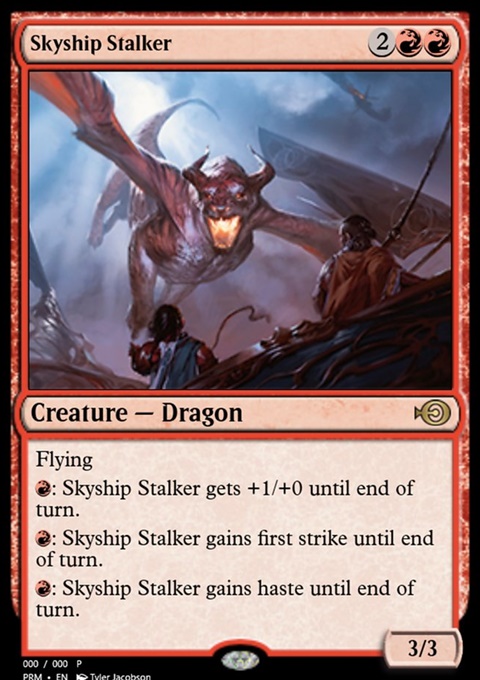 Skyship Stalker 2
Creature — Dragon
Flying
: Skyship Stalker gets +1/+0 until end of
turn.
: Skyship Stalker gains first strike until end
of turn.
: Skyship Stalker gains haste until end of
turn.
3/3
000 / 000 P
PRM • EN Tyler Jacobson